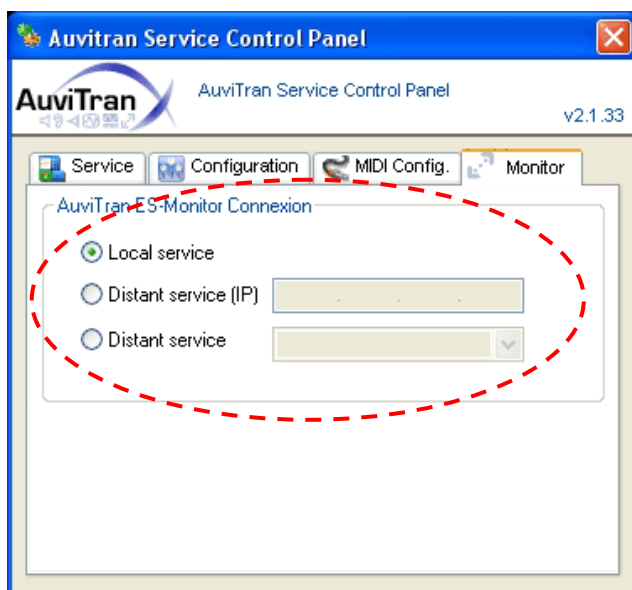 Auvitran Service Control Panel
AuviTran
AuviTran Service Control Panel
v2.1.33
Service Configuration MIDI Config. Monitor
AuviTran ES-Monitor Connexion
Local service
Distant service (IP) . . .
Distant service